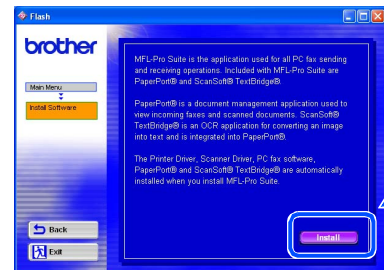 Flash
brother
Main Menu
Install Software
MFL-Pro Suite is the application used for all PC fax sending
and receiving operations. Included with MFL-Pro Suite are
PaperPort® and ScanSoft® TextBridge®.
PaperPort® is a document management application used to
view incoming faxes and scanned documents. ScanSoft®
TextBridge® is an OCR application for converting an image
into text and is integrated into PaperPort®.
The Printer Driver, Scanner Driver, PC fax software,
PaperPort® and ScanSoft® TextBridge® are automatically
installed when you install MFL-Pro Suite.
Back
Exit
Install